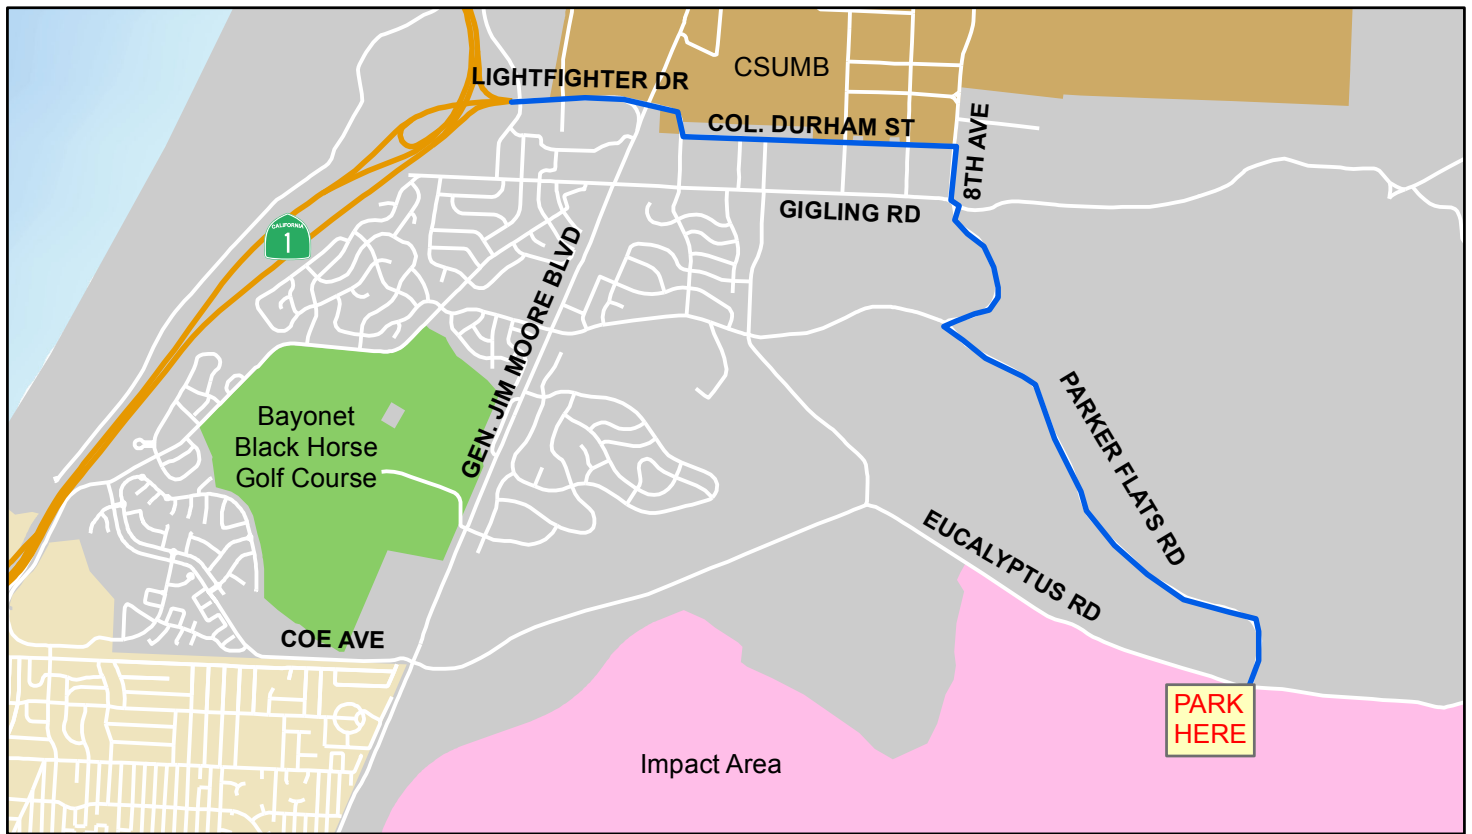 LIGHTFIGHTER DR
CSUMB
COL. DURHAM ST
8TH AVE
GIGLING RD
CALIFORNIA
1
GEN. JIM MOORE BLVD
Bayonet
Black Horse
Golf Course
PARKER FLATS RD
EUCALYPTUS RD
COE AVE
PARK
HERE
Impact Area